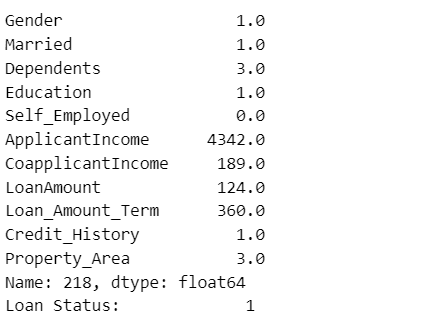 Gender 1.0
Married 1.0
Dependents 3.0
Education 1.0
Self_Employed 0.0
ApplicantIncome 4342.0
CoapplicantIncome 189.0
LoanAmount 124.0
Loan_Amount_Term 360.0
Credit_History 1.0
Property_Area 3.0
Name: 218, dtype: float64
Loan Status: 1